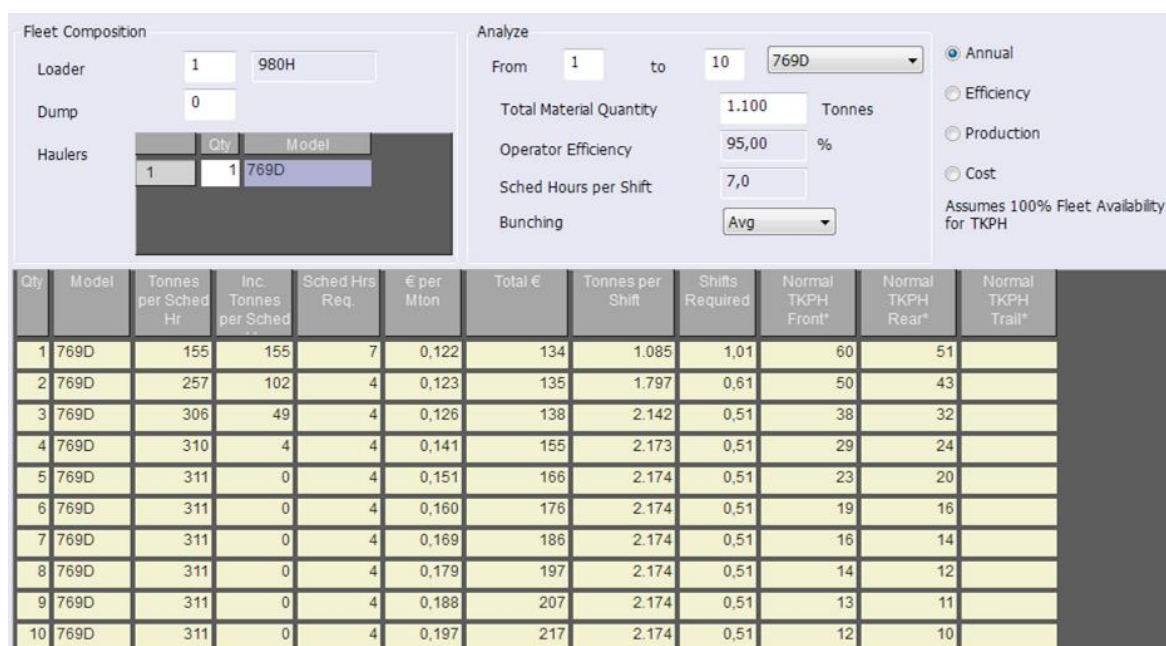 Fleet Composition
Loader 1 980H
Dump 0
Haulers
Qty Model
1 1 769D
Analyze
From 1 to 10 769D
Total Material Quantity 1.100 Tonnes
Operator Efficiency 95,00 %
Sched Hours per Shift 7,0
Bunching Avg
Annual
Efficiency
Production
Cost
Assumes 100% Fleet Availability
for TKPH
Qty Model Tonnes per Sched Hr Inc. Tonnes per Sched Sched Hrs Req. € per Mton Total € Tonnes per Shift Shifts Required Normal TKPH Front* Normal TKPH Rear* Normal TKPH Trail*
1 769D 155 155 7 0,122 134 1.085 1,01 60 51
2 769D 257 102 4 0,123 135 1.797 0,61 50 43
3 769D 306 49 4 0,126 138 2.142 0,51 38 32
4 769D 310 4 4 0,141 155 2.173 0,51 29 24
5 769D 311 0 4 0,151 166 2.174 0,51 23 20
6 769D 311 0 4 0,160 176 2.174 0,51 19 16
7 769D 311 0 4 0,169 186 2.174 0,51 16 14
8 769D 311 0 4 0,179 197 2.174 0,51 14 12
9 769D 311 0 4 0,188 207 2.174 0,51 13 11
10 769D 311 0 4 0,197 217 2.174 0,51 12 10